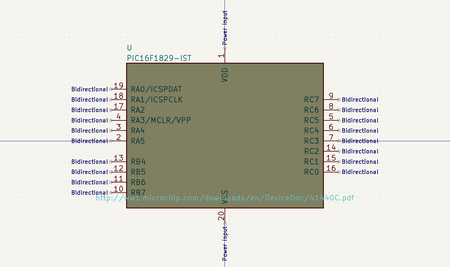 Power input
1
VDD
U
PIC16F1829-IST
Bidirectional 19 RA0/ICSPDAT
Bidirectional 18 RA1/ICSPCLK
Bidirectional 17 RA2
Bidirectional 4 RA3/MCLR/VPP
Bidirectional 3 RA4
Bidirectional 2 RA5
Bidirectional 13 RB4
Bidirectional 12 RB5
Bidirectional 11 RB6
Bidirectional 10 RB7
RC7 9 Bidirectional
RC6 8 Bidirectional
RC5 5 Bidirectional
RC4 6 Bidirectional
RC3 7 Bidirectional
RC2 14 Bidirectional
RC1 15 Bidirectional
RC0 16 Bidirectional
http://ww1.microchip.com/downloads/en/DeviceDoc/41440C.pdf
VSS
20
Power input